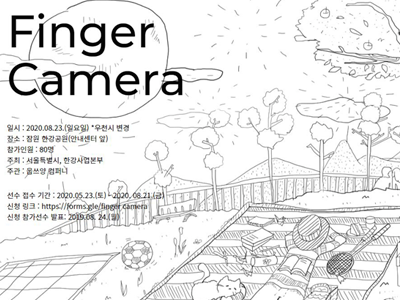 Finger
Camera
일시 : 2020.08.23.(일요일) *우천시 변경
장소 : 잠원 한강공원(안내센터 앞)
참가인원 : 80명
주최 : 서울특별시, 한강사업본부
주관 : 움쓰양 컴퍼니
선수 접수 기간 : 2020.05.23.(토) ~ 2020. 08.21.(금)
신청 링크 : https://forms.gle/finger camera
신청 참가선수 발표: 2019.08. 24.(월)